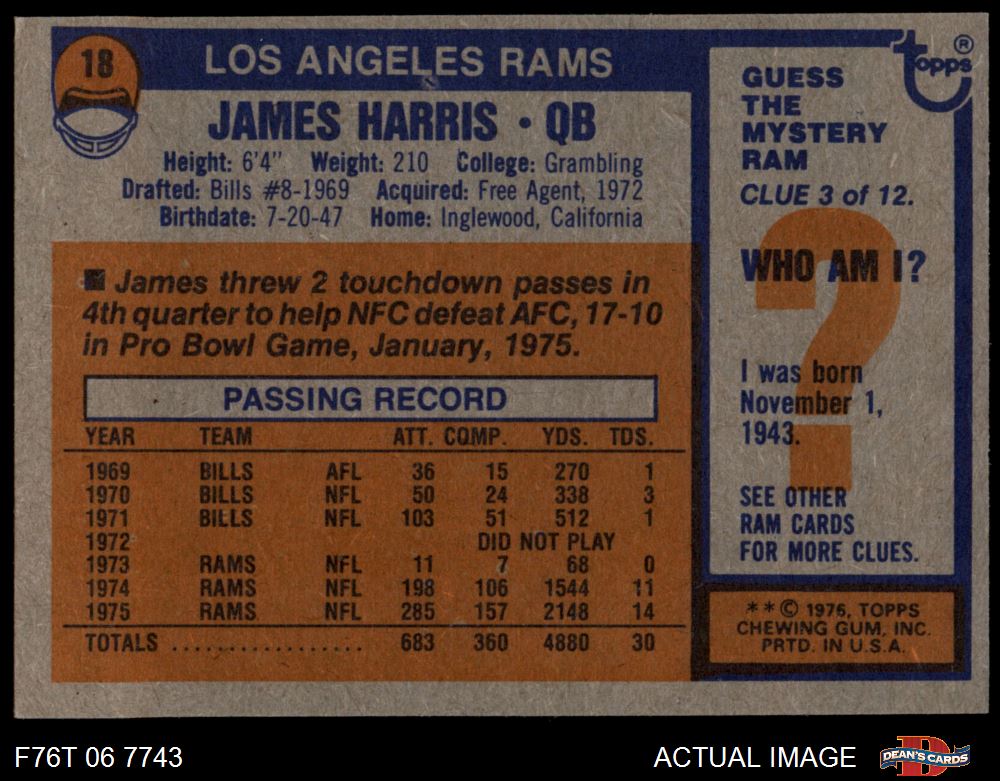 18
LOS ANGELES RAMS
JAMES HARRIS • QB
Height: 6'4" Weight: 210 College: Grambling
Drafted: Bills #8-1969 Acquired: Free Agent, 1972
Birthdate: 7-20-47 Home: Inglewood, California
■ James threw 2 touchdown passes in
4th quarter to help NFC defeat AFC, 17-10
in Pro Bowl Game, January, 1975.
PASSING RECORD
YEAR TEAM ATT. COMP. YDS. TDS.
1969 BILLS AFL 36 15 270 1
1970 BILLS NFL 50 24 338 3
1971 BILLS NFL 103 51 512 1
1972 DID NOT PLAY
1973 RAMS NFL 11 7 68 0
1974 RAMS NFL 198 106 1544 11
1975 RAMS NFL 285 157 2148 14
TOTALS .................. 683 360 4880 30
topps ®
GUESS
THE
MYSTERY
RAM
CLUE 3 of 12.
?
WHO AM I?
I was born
November 1,
1943.
SEE OTHER
RAM CARDS
FOR MORE CLUES.
**© 1976, TOPPS
CHEWING GUM, INC.
PRTD. IN U.S.A.
F76T 06 7743
ACTUAL IMAGE
D
DEAN'S CARDS